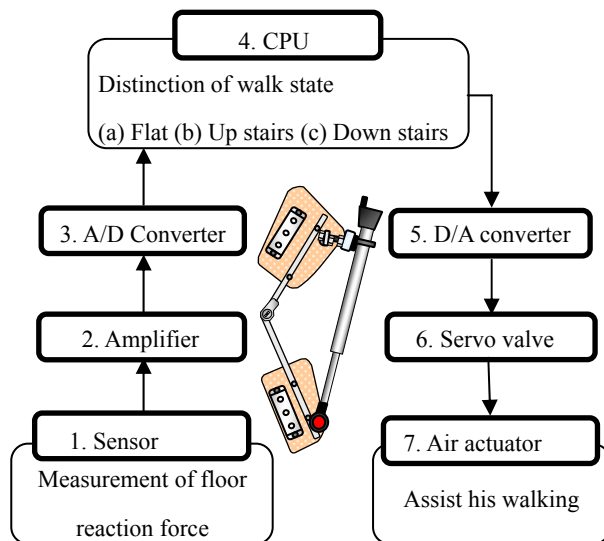 4. CPU
Distinction of walk state
(a) Flat (b) Up stairs (c) Down stairs
3. A/D Converter
5. D/A converter
2. Amplifier
6. Servo valve
1. Sensor
Measurement of floor
reaction force
7. Air actuator
Assist his walking